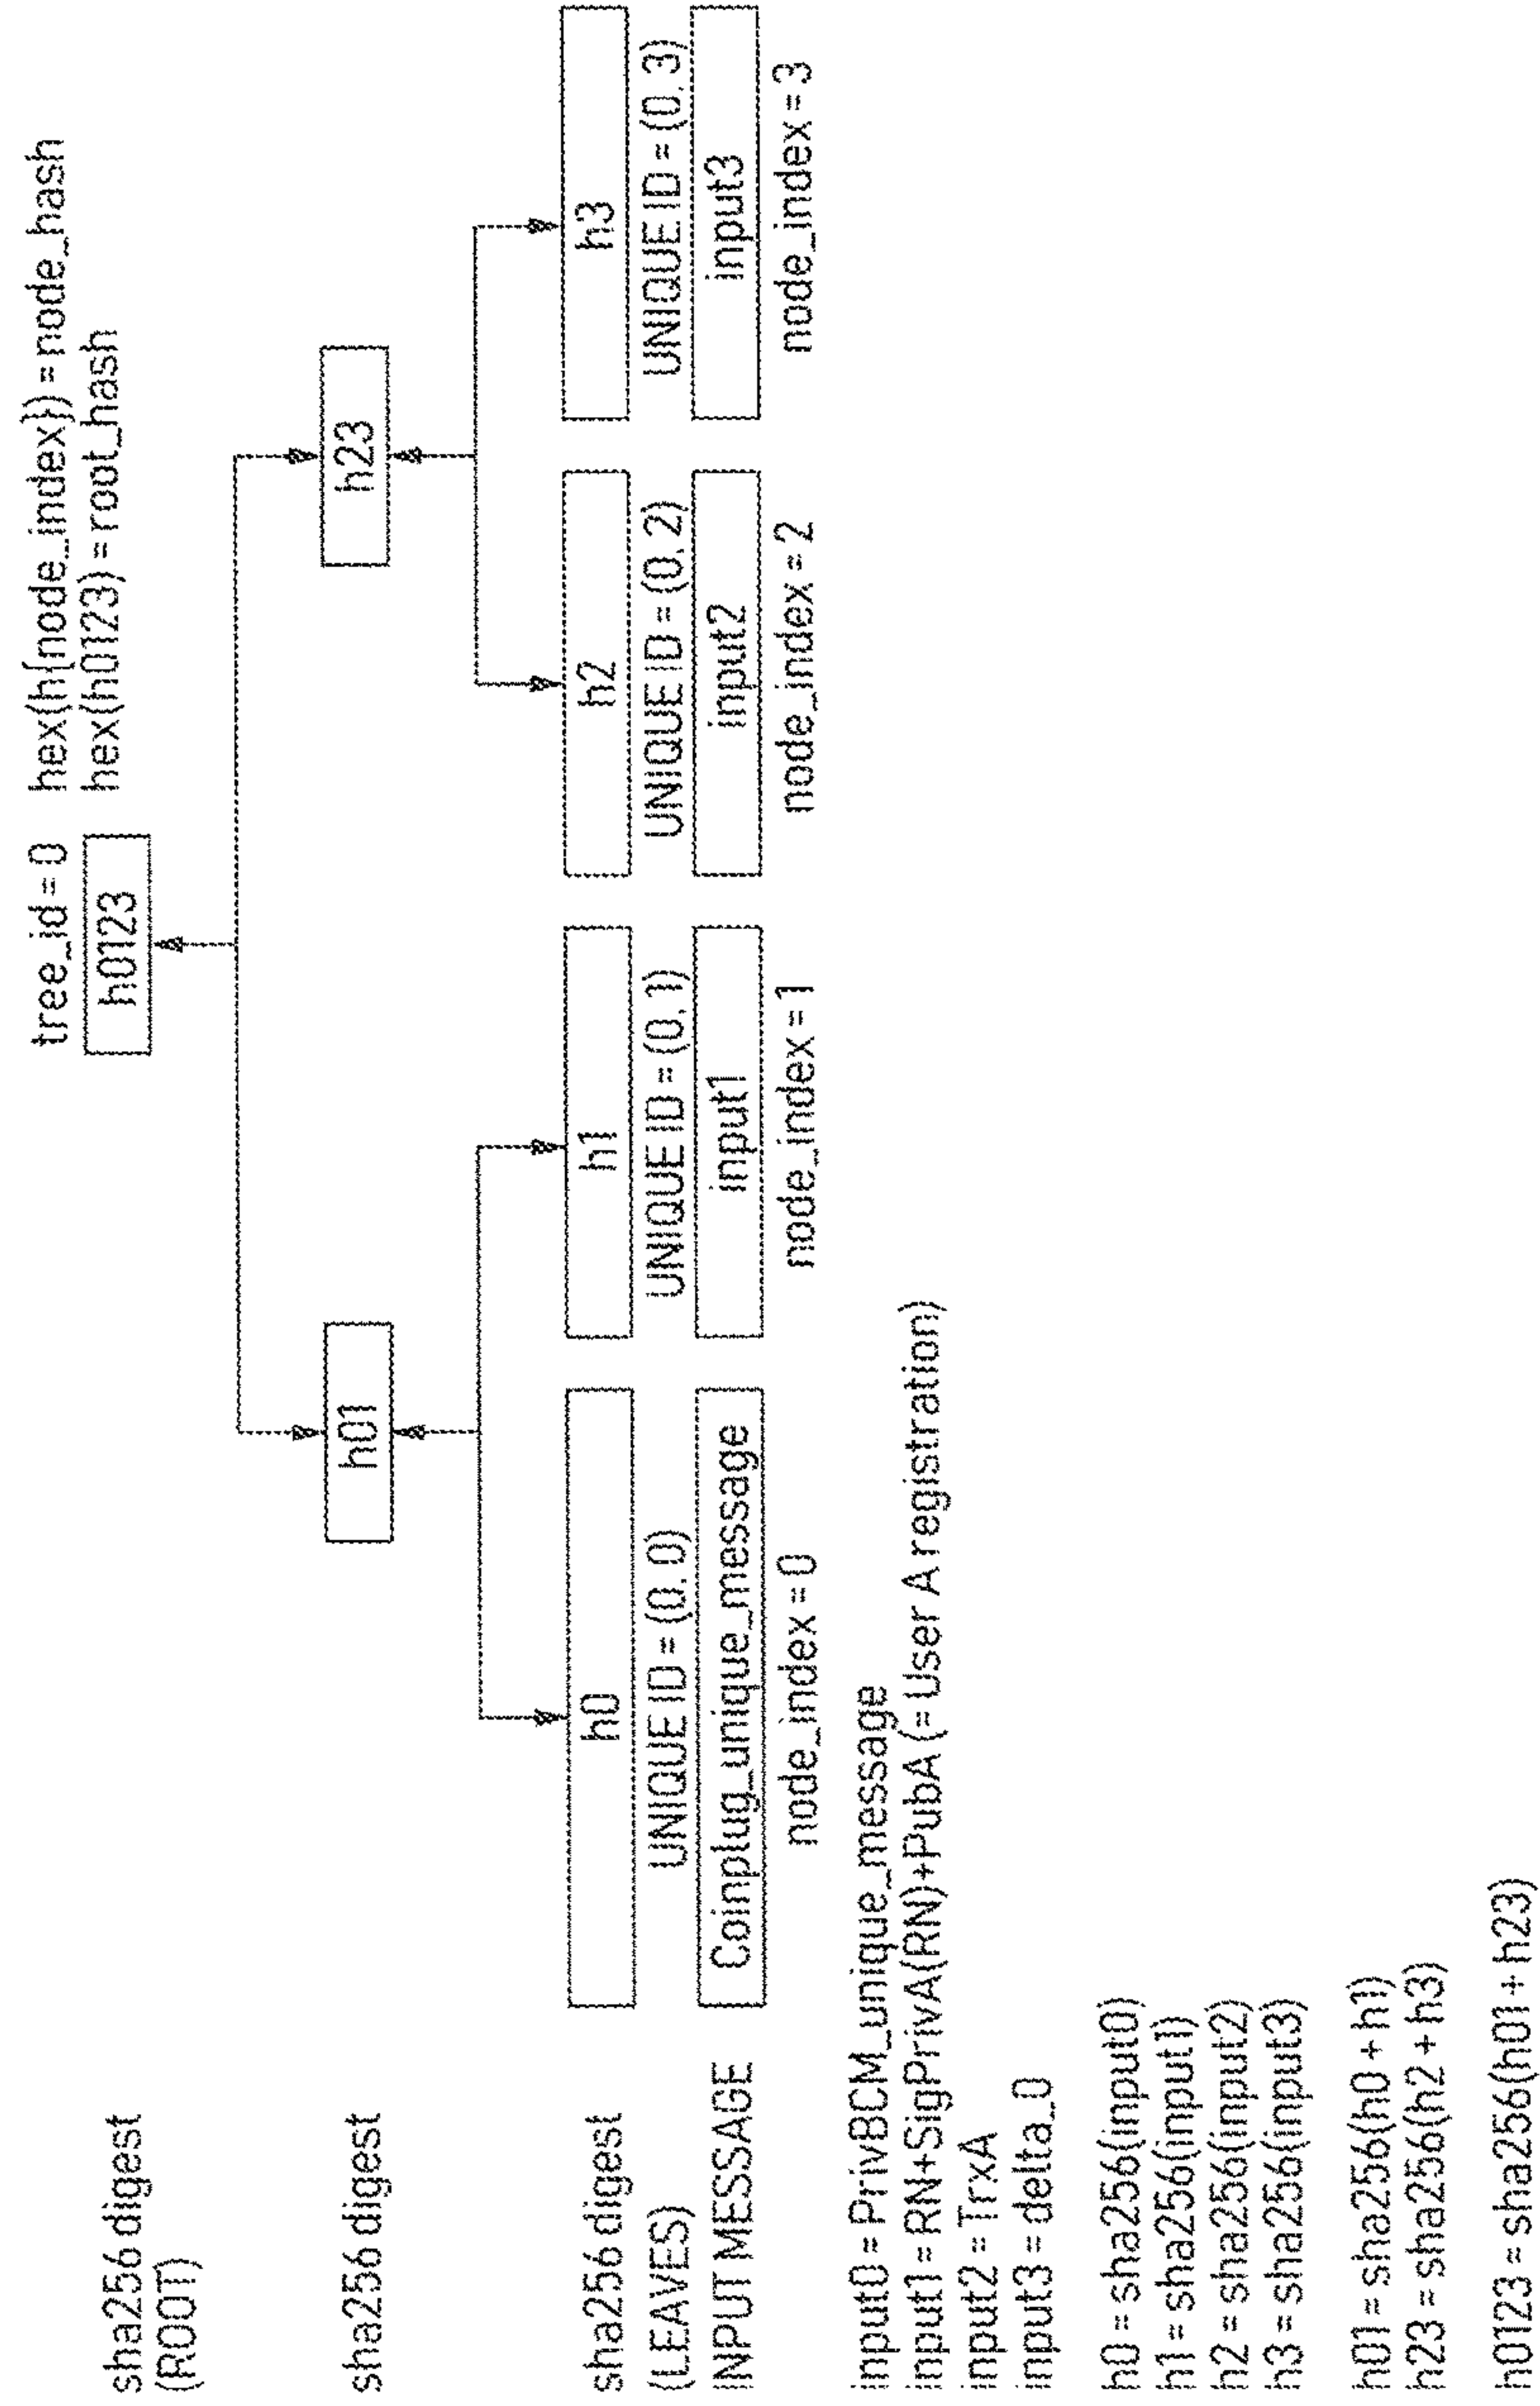 tree_id = 0 hex(h{node_index}) = node_hash
sha256 digest h0123 hex(h0123) = root_hash
(ROOT)
sha256 digest h01 h23
sha256 digest h0 h1 h2 h3
(LEAVES) UNIQUE ID = (0, 0) UNIQUE ID = (0, 1) UNIQUE ID = (0, 2) UNIQUE ID = (0, 3)
INPUT MESSAGE Coinplug_unique_message input1 input2 input3
node_index = 0 node_index = 1 node_index = 2 node_index = 3
input0 = PrivBCM_unique_message
input1 = RN+SigPrivA(RN)+PubA (= User A registration)
input2 = TrxA
input3 = delta_0
h0 = sha256(input0)
h1 = sha256(input1)
h2 = sha256(input2)
h3 = sha256(input3)
h01 = sha256(h0 + h1)
h23 = sha256(h2 + h3)
h0123 = sha256(h01 + h23)